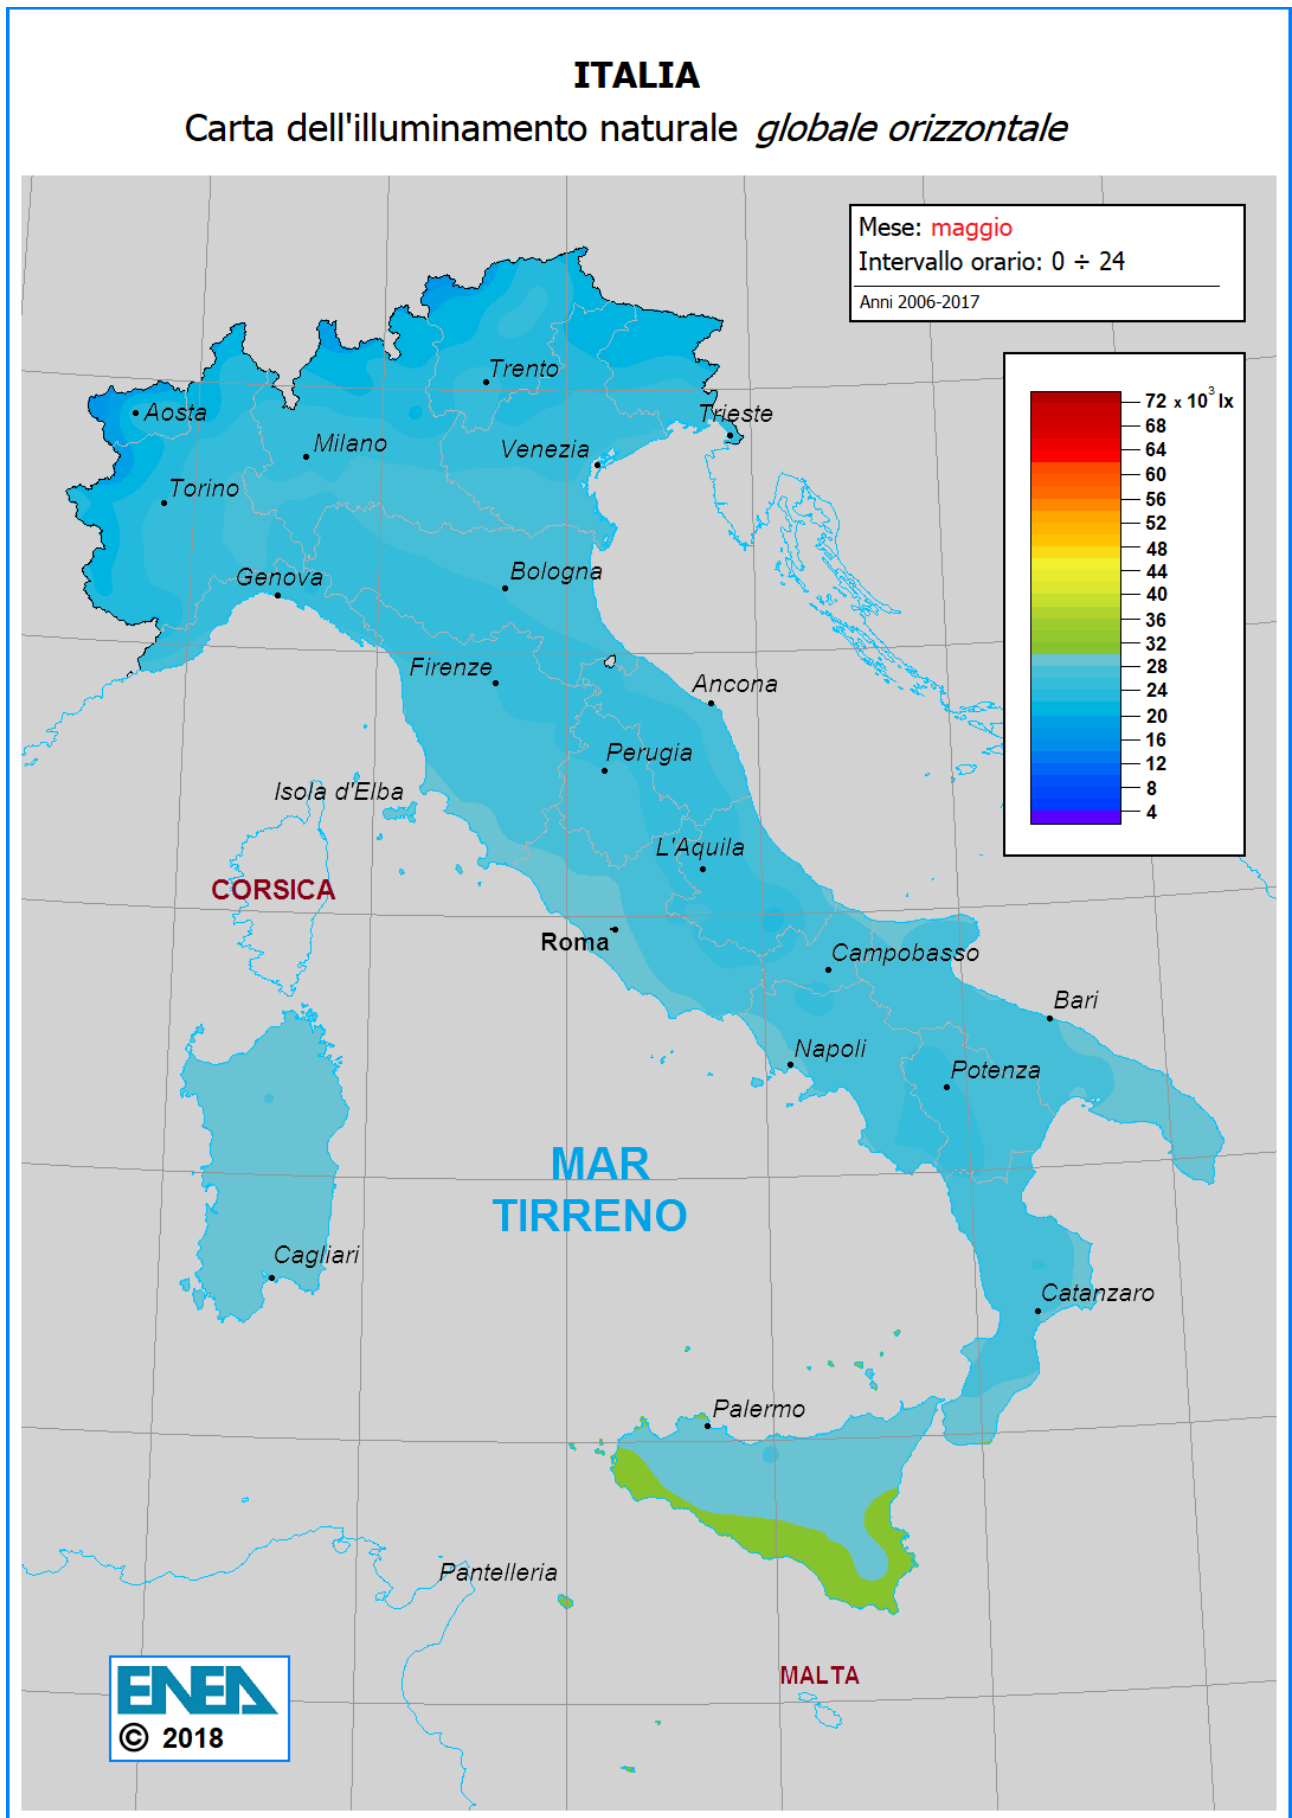 ITALIA
Carta dell'illuminamento naturale globale orizzontale
Mese: maggio
Intervallo orario: 0 ÷ 24
Anni 2006-2017
72 x 10³ lx
68
64
60
56
52
48
44
40
36
32
28
24
20
16
12
8
4
Trento
Aosta
Trieste
Milano
Venezia
Torino
Genova
Bologna
Firenze
Ancona
Perugia
Isola d'Elba
L'Aquila
CORSICA
Roma
Campobasso
Bari
Napoli
Potenza
MAR
TIRRENO
Cagliari
Catanzaro
Palermo
Pantelleria
MALTA
ENEA
© 2018